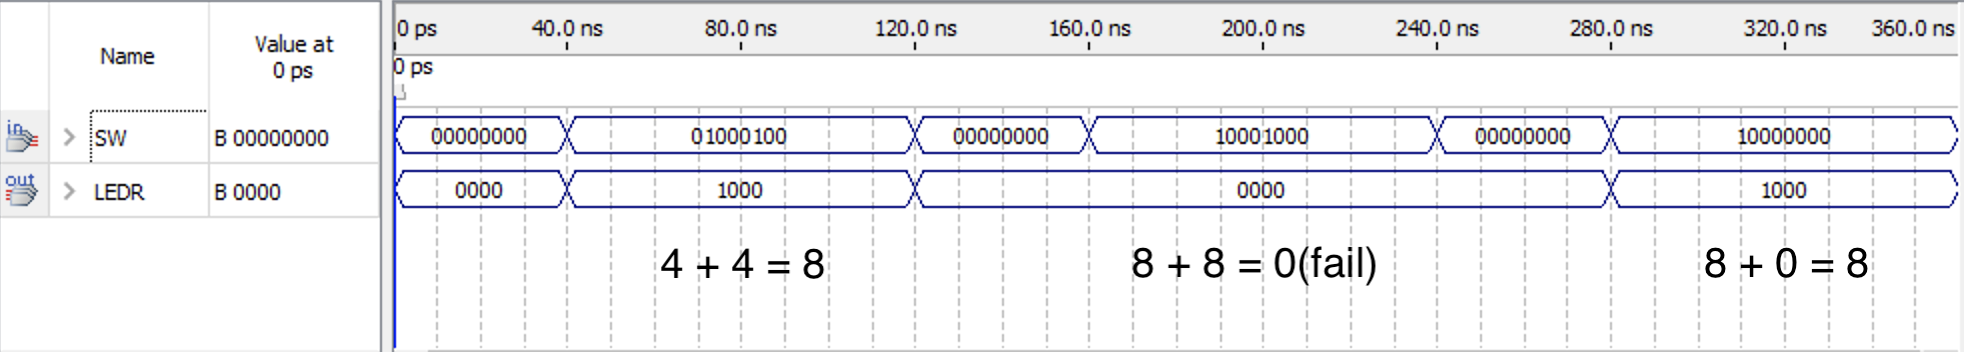 Name
Value at
0 ps
0 ps 40.0 ns 80.0 ns 120.0 ns 160.0 ns 200.0 ns 240.0 ns 280.0 ns 320.0 ns 360.0 ns
0 ps
in > SW B 00000000 00000000 01000100 00000000 10001000 00000000 10000000
out > LEDR B 0000 0000 1000 0000 1000
4 + 4 = 8 8 + 8 = 0(fail) 8 + 0 = 8